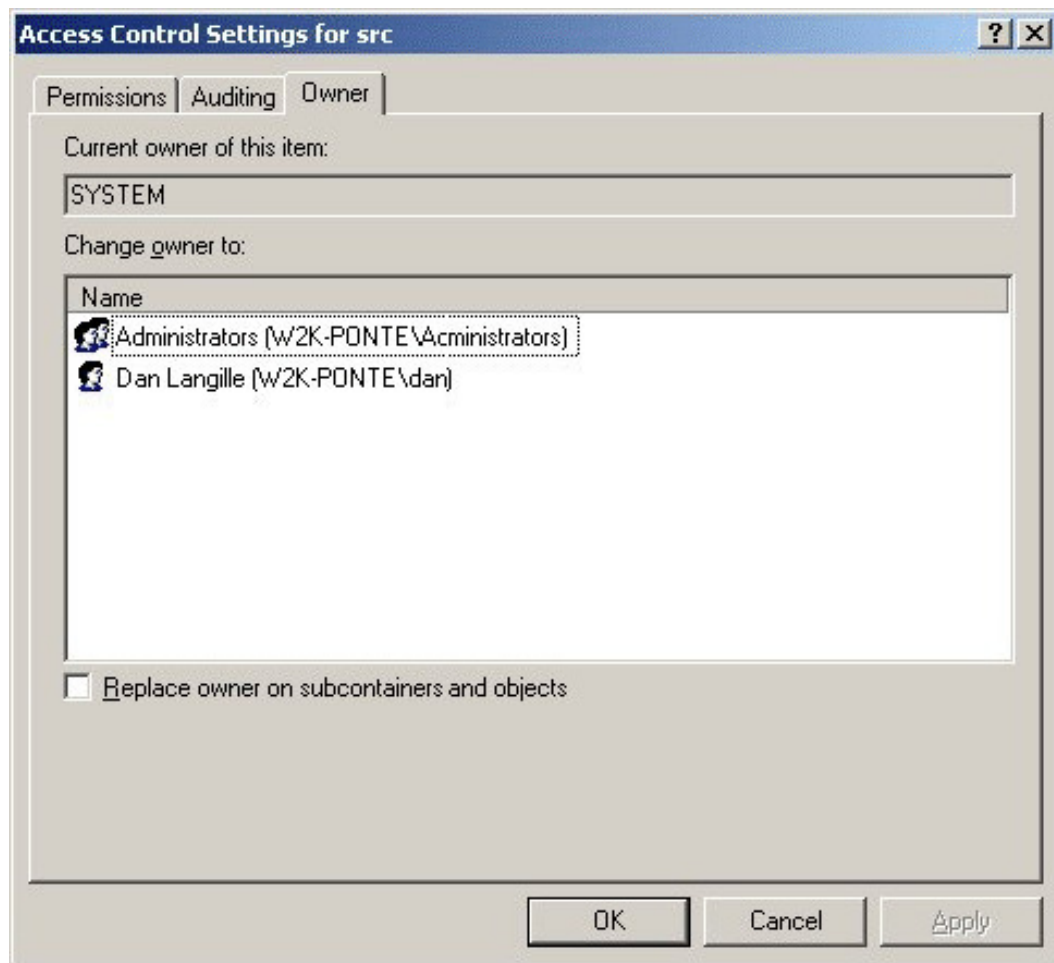 Access Control Settings for src
Permissions Auditing Owner
Current owner of this item:
SYSTEM
Change owner to:
Name
Administrators (W2K-PONTE\Acministrators)
Dan Langille (W2K-PONTE\dan)
Replace owner on subcontainers and objects
OK Cancel Apply